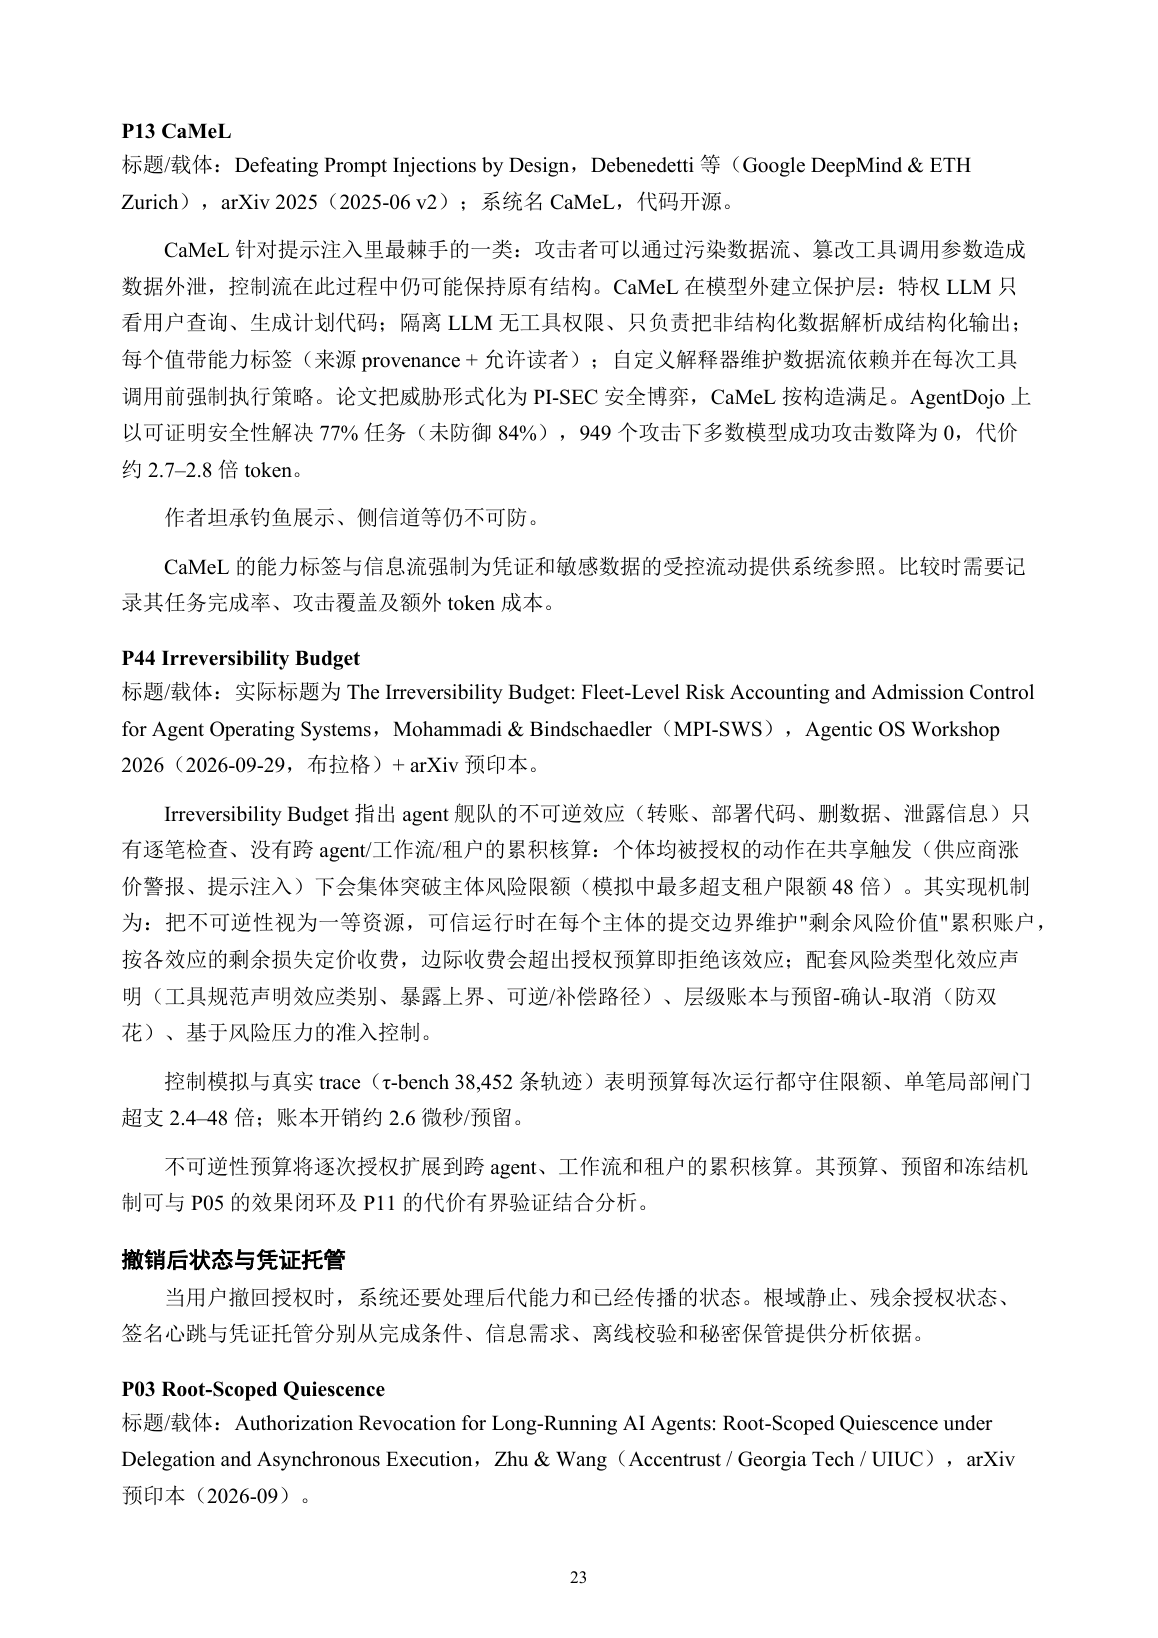 P13 CaMeL
标题/载体：Defeating Prompt Injections by Design，Debenedetti 等（Google DeepMind & ETH
Zurich），arXiv 2025（2025-06 v2）；系统名 CaMeL，代码开源。
CaMeL 针对提示注入里最棘手的一类：攻击者可以通过污染数据流、篡改工具调用参数造成
数据外泄，控制流在此过程中仍可能保持原有结构。CaMeL 在模型外建立保护层：特权 LLM 只
看用户查询、生成计划代码；隔离 LLM 无工具权限、只负责把非结构化数据解析成结构化输出；
每个值带能力标签（来源 provenance + 允许读者）；自定义解释器维护数据流依赖并在每次工具
调用前强制执行策略。论文把威胁形式化为 PI-SEC 安全博弈，CaMeL 按构造满足。AgentDojo 上
以可证明安全性解决 77% 任务（未防御 84%），949 个攻击下多数模型成功攻击数降为 0，代价
约 2.7–2.8 倍 token。
作者坦承钓鱼展示、侧信道等仍不可防。
CaMeL 的能力标签与信息流强制为凭证和敏感数据的受控流动提供系统参照。比较时需要记
录其任务完成率、攻击覆盖及额外 token 成本。
P44 Irreversibility Budget
标题/载体：实际标题为 The Irreversibility Budget: Fleet-Level Risk Accounting and Admission Control
for Agent Operating Systems，Mohammadi & Bindschaedler（MPI-SWS），Agentic OS Workshop
2026（2026-09-29，布拉格）+ arXiv 预印本。
Irreversibility Budget 指出 agent 舰队的不可逆效应（转账、部署代码、删数据、泄露信息）只
有逐笔检查、没有跨 agent/工作流/租户的累积核算：个体均被授权的动作在共享触发（供应商涨
价警报、提示注入）下会集体突破主体风险限额（模拟中最多超支租户限额 48 倍）。其实现机制
为：把不可逆性视为一等资源，可信运行时在每个主体的提交边界维护"剩余风险价值"累积账户，
按各效应的剩余损失定价收费，边际收费会超出授权预算即拒绝该效应；配套风险类型化效应声
明（工具规范声明效应类别、暴露上界、可逆/补偿路径）、层级账本与预留-确认-取消（防双
花）、基于风险压力的准入控制。
控制模拟与真实 trace（τ-bench 38,452 条轨迹）表明预算每次运行都守住限额、单笔局部闸门
超支 2.4–48 倍；账本开销约 2.6 微秒/预留。
不可逆性预算将逐次授权扩展到跨 agent、工作流和租户的累积核算。其预算、预留和冻结机
制可与 P05 的效果闭环及 P11 的代价有界验证结合分析。
撤销后状态与凭证托管
当用户撤回授权时，系统还要处理后代能力和已经传播的状态。根域静止、残余授权状态、
签名心跳与凭证托管分别从完成条件、信息需求、离线校验和秘密保管提供分析依据。
P03 Root-Scoped Quiescence
标题/载体：Authorization Revocation for Long-Running AI Agents: Root-Scoped Quiescence under
Delegation and Asynchronous Execution，Zhu & Wang（Accentrust / Georgia Tech / UIUC），arXiv
预印本（2026-09）。
23